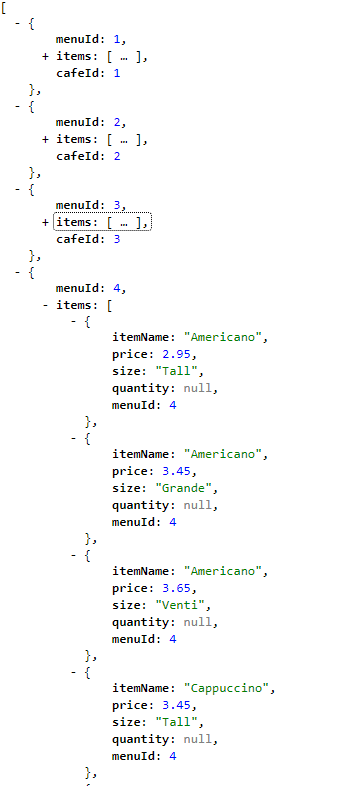 [
- {
menuId: 1,
+ items: [ … ],
cafeId: 1
},
- {
menuId: 2,
+ items: [ … ],
cafeId: 2
},
- {
menuId: 3,
+ items: [ … ],
cafeId: 3
},
- {
menuId: 4,
- items: [
- {
itemName: "Americano",
price: 2.95,
size: "Tall",
quantity: null,
menuId: 4
},
- {
itemName: "Americano",
price: 3.45,
size: "Grande",
quantity: null,
menuId: 4
},
- {
itemName: "Americano",
price: 3.65,
size: "Venti",
quantity: null,
menuId: 4
},
- {
itemName: "Cappuccino",
price: 3.45,
size: "Tall",
quantity: null,
menuId: 4
},